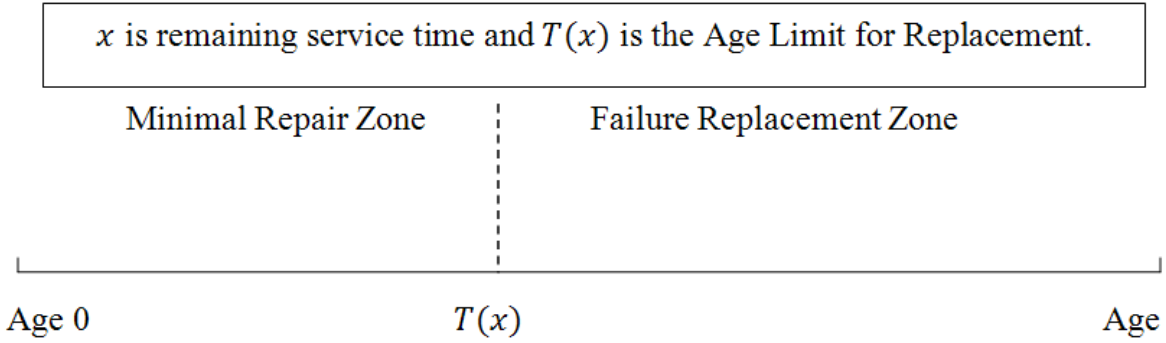 x is remaining service time and T(x) is the Age Limit for Replacement.
Minimal Repair Zone Failure Replacement Zone
Age 0 T(x) Age